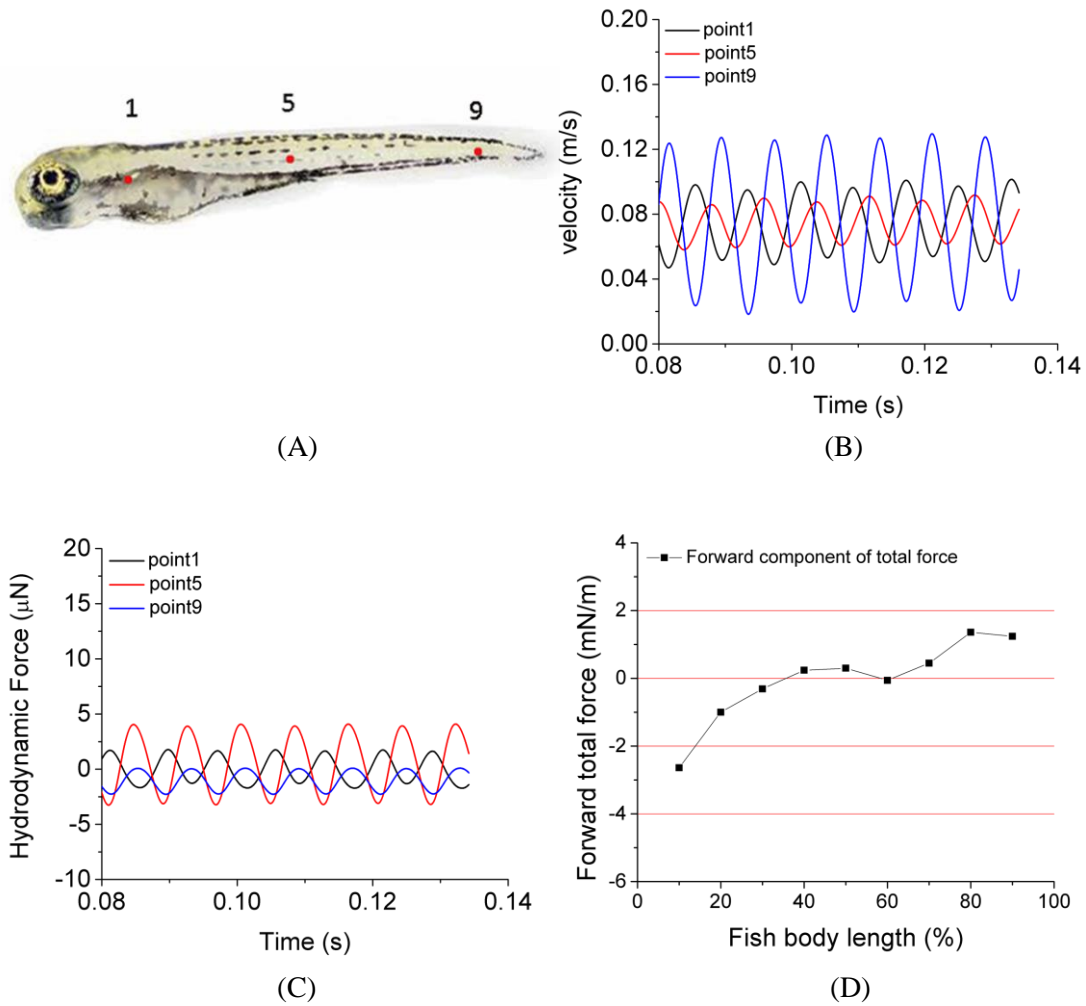 1
5
9
(A)
0.20
0.16
0.12
0.08
0.04
0.00
velocity (m/s)
point1
point5
point9
0.08
0.10
0.12
0.14
Time (s)
(B)
20
15
10
5
0
-5
-10
Hydrodynamic Force (μN)
point1
point5
point9
0.08
0.10
0.12
0.14
Time (s)
(C)
4
2
0
-2
-4
-6
Forward total force (mN/m)
Forward component of total force
0
20
40
60
80
100
Fish body length (%)
(D)